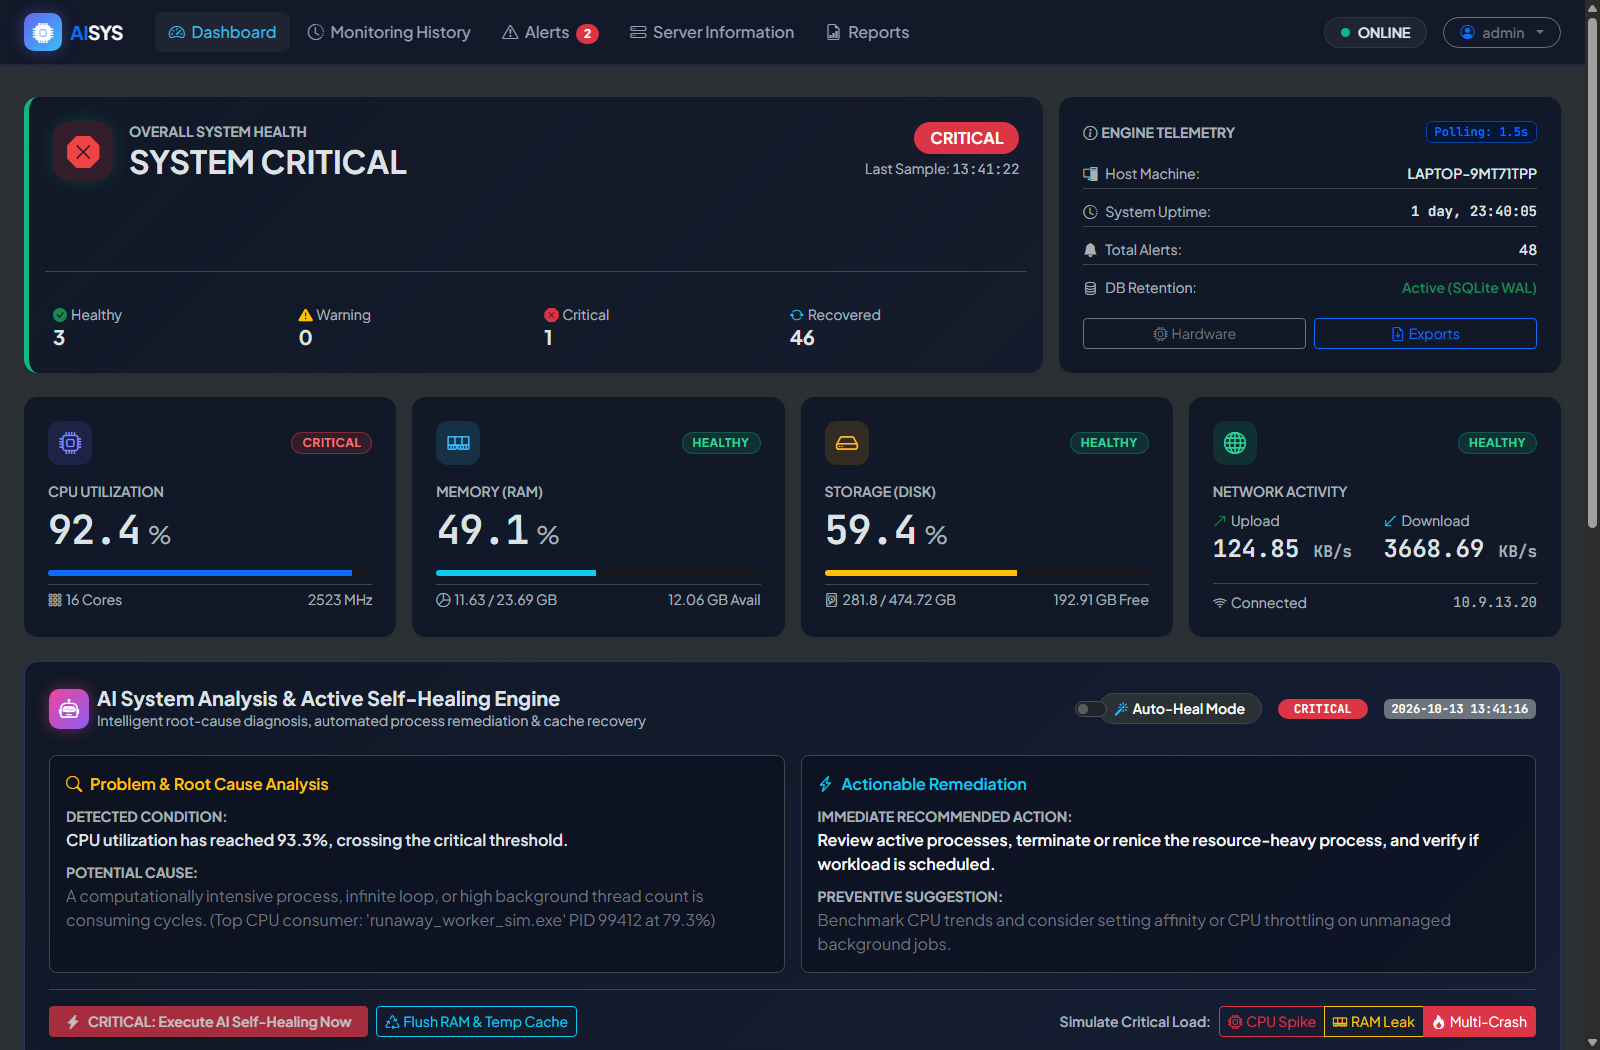 AISYS
Dashboard
Monitoring History
Alerts 2
Server Information
Reports
ONLINE
admin
OVERALL SYSTEM HEALTH
SYSTEM CRITICAL
CRITICAL
Last Sample: 13:41:22
Healthy
3
Warning
0
Critical
1
Recovered
46
ENGINE TELEMETRY
Polling: 1.5s
Host Machine: LAPTOP-9MT71TPP
System Uptime: 1 day, 23:40:05
Total Alerts: 48
DB Retention: Active (SQLite WAL)
Hardware
Exports
CRITICAL
CPU UTILIZATION
92.4 %
16 Cores 2523 MHz
HEALTHY
MEMORY (RAM)
49.1 %
11.63 / 23.69 GB 12.06 GB Avail
HEALTHY
STORAGE (DISK)
59.4 %
281.8 / 474.72 GB 192.91 GB Free
HEALTHY
NETWORK ACTIVITY
Upload Download
124.85 KB/s 3668.69 KB/s
Connected 10.9.13.20
AI System Analysis & Active Self-Healing Engine
Intelligent root-cause diagnosis, automated process remediation & cache recovery
Auto-Heal Mode
CRITICAL
2026-10-13 13:41:16
Problem & Root Cause Analysis
DETECTED CONDITION:
CPU utilization has reached 93.3%, crossing the critical threshold.
POTENTIAL CAUSE:
A computationally intensive process, infinite loop, or high background thread count is
consuming cycles. (Top CPU consumer: 'runaway_worker_sim.exe' PID 99412 at 79.3%)
Actionable Remediation
IMMEDIATE RECOMMENDED ACTION:
Review active processes, terminate or renice the resource-heavy process, and verify if
workload is scheduled.
PREVENTIVE SUGGESTION:
Benchmark CPU trends and consider setting affinity or CPU throttling on unmanaged
background jobs.
CRITICAL: Execute AI Self-Healing Now
Flush RAM & Temp Cache
Simulate Critical Load:
CPU Spike
RAM Leak
Multi-Crash